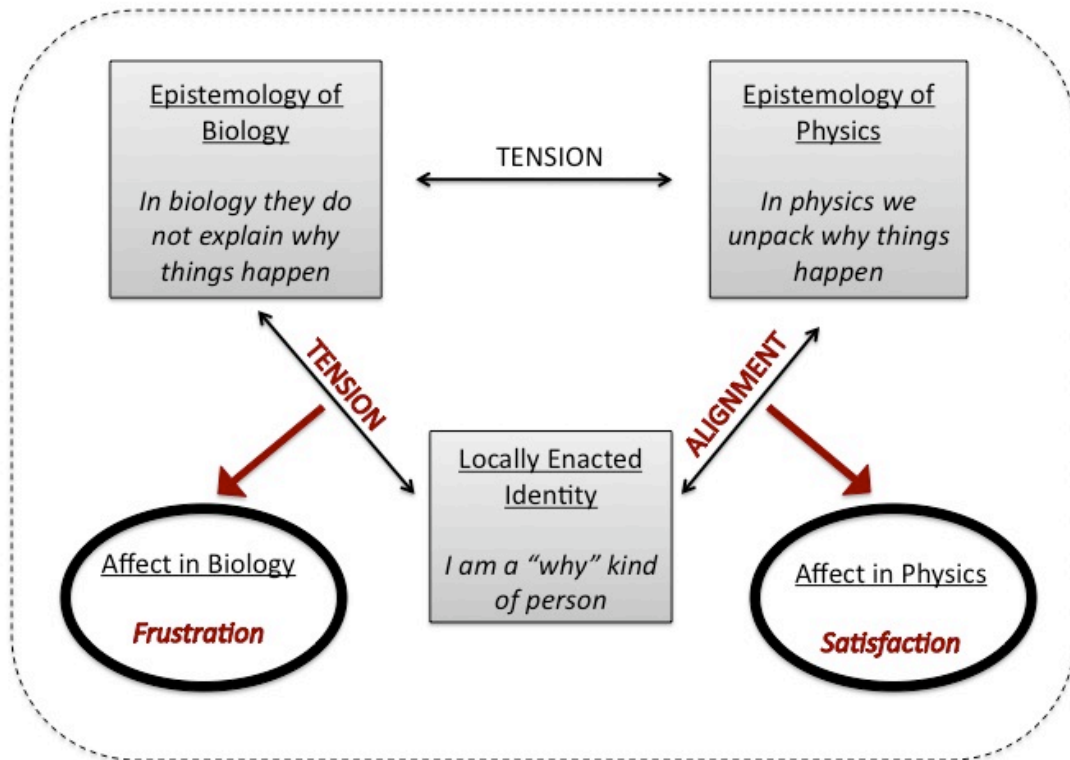 Epistemology of
Biology
In biology they do
not explain why
things happen
TENSION
Epistemology of
Physics
In physics we
unpack why things
happen
TENSION
ALIGNMENT
Locally Enacted
Identity
I am a “why” kind
of person
Affect in Biology
Frustration
Affect in Physics
Satisfaction